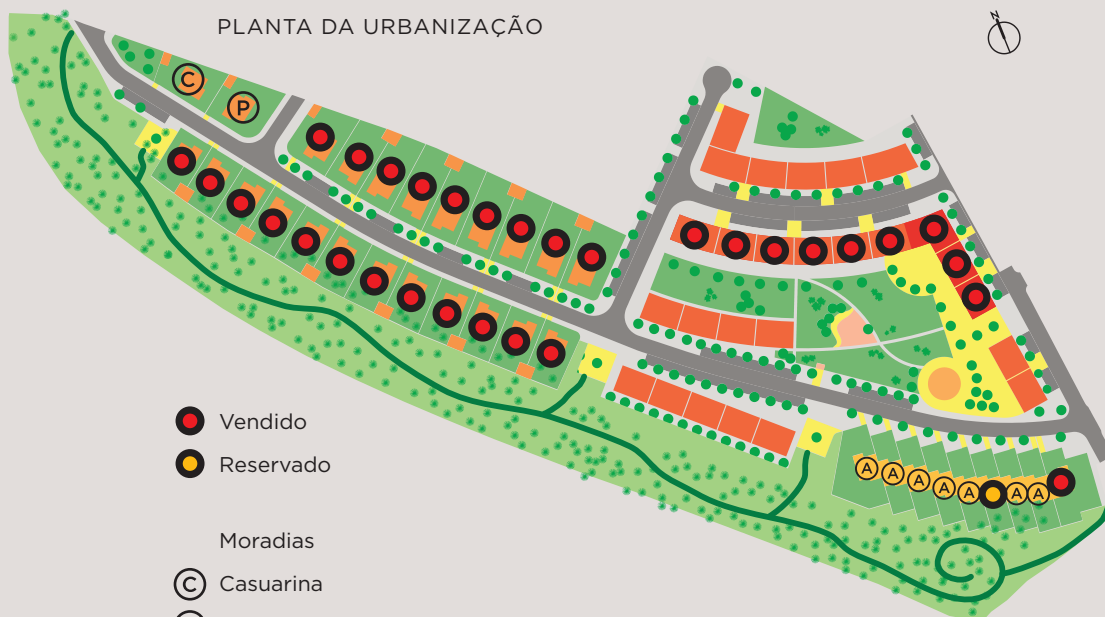 PLANTA DA URBANIZAÇÃO
N
C
P
A A A A A A A
Vendido
Reservado
Moradias
C Casuarina